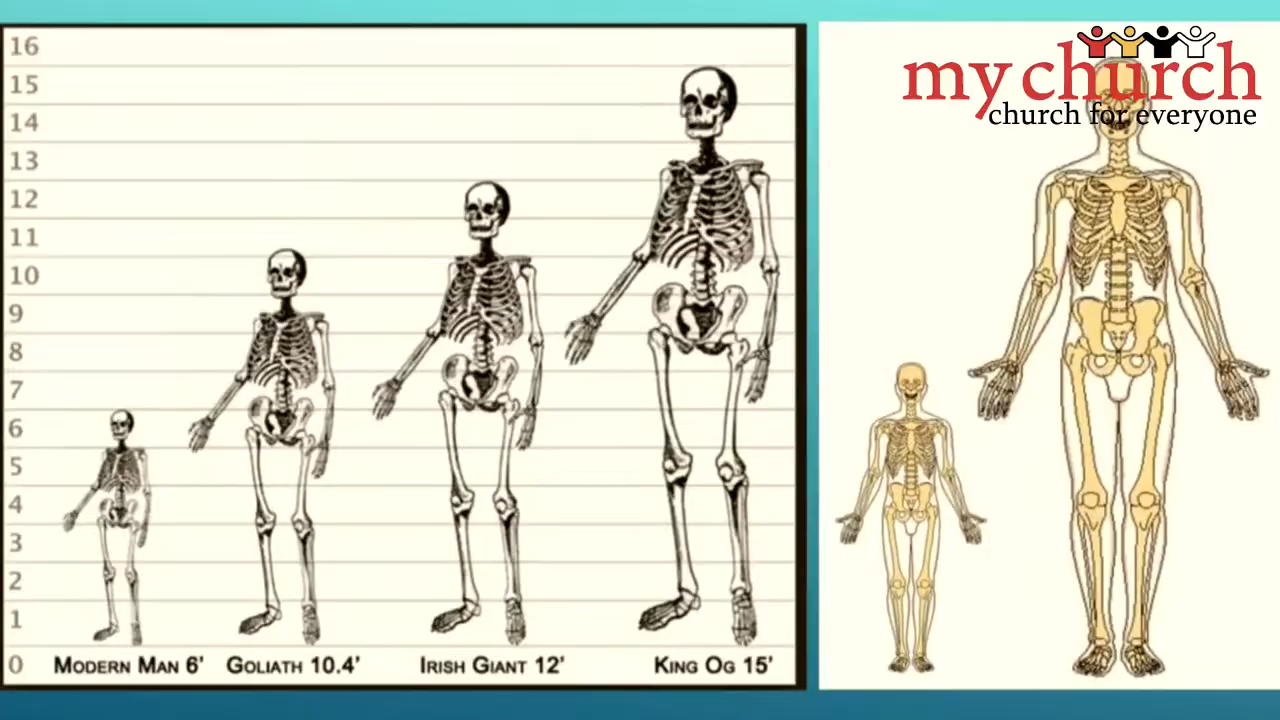 16
15
14
13
12
11
10
9
8
7
6
5
4
3
2
1
0
MODERN MAN 6'
GOLIATH 10.4'
IRISH GIANT 12'
KING OG 15'
my church
church for everyone